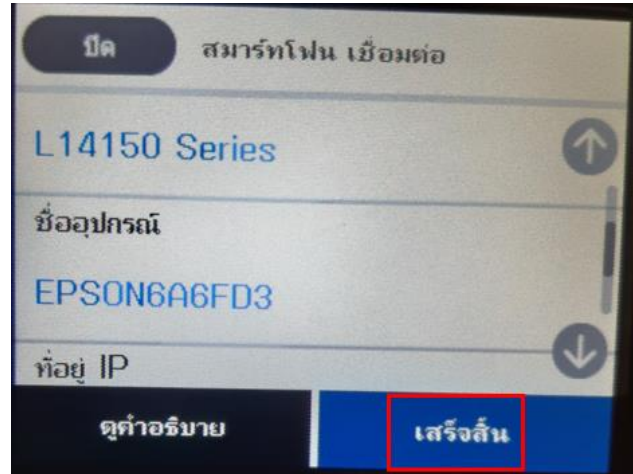 ปิด สมาร์ทโฟน เชื่อมต่อ
L14150 Series
ชื่ออุปกรณ์
EPSON6A6FD3
ที่อยู่ IP
ดูคำอธิบาย เสร็จสิ้น